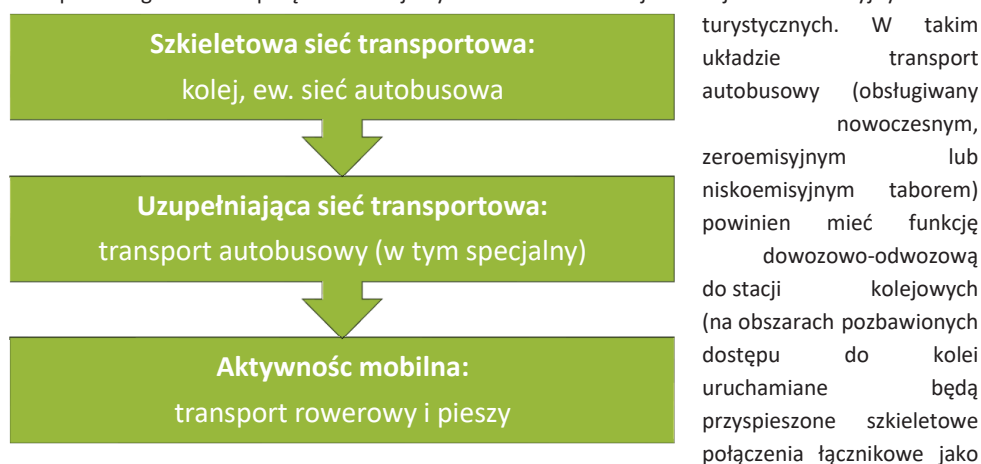 Szkieletowa sieć transportowa:
kolej, ew. sieć autobusowa
Uzupełniająca sieć transportowa:
transport autobusowy (w tym specjalny)
Aktywnośc mobilna:
transport rowerowy i pieszy
turystycznych. W takim
układzie transport
autobusowy (obsługiwany
nowoczesnym,
zeroemisyjnym lub
niskoemisyjnym taborem)
powinien mieć funkcję
dowozowo-odwozową
do stacji kolejowych
(na obszarach pozbawionych
dostępu do kolei
uruchamiane będą
przyspieszone szkieletowe
połączenia łącznikowe jako